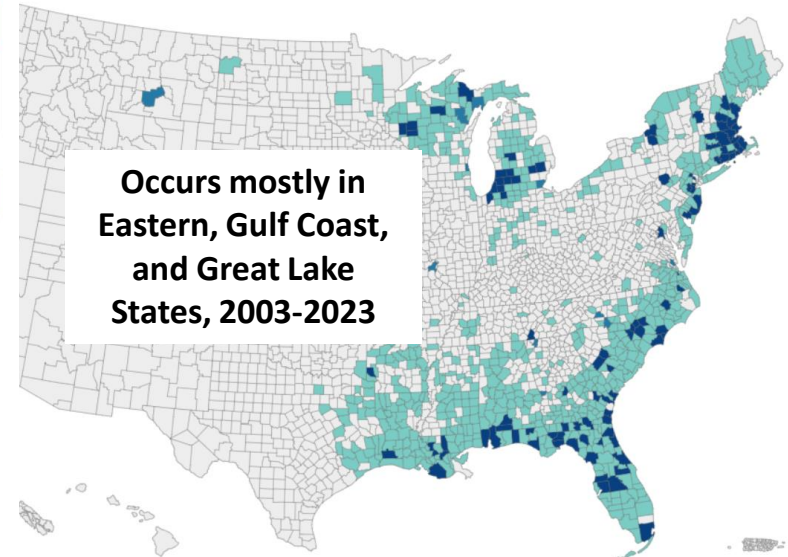 Occurs mostly in
Eastern, Gulf Coast,
and Great Lake
States, 2003-2023